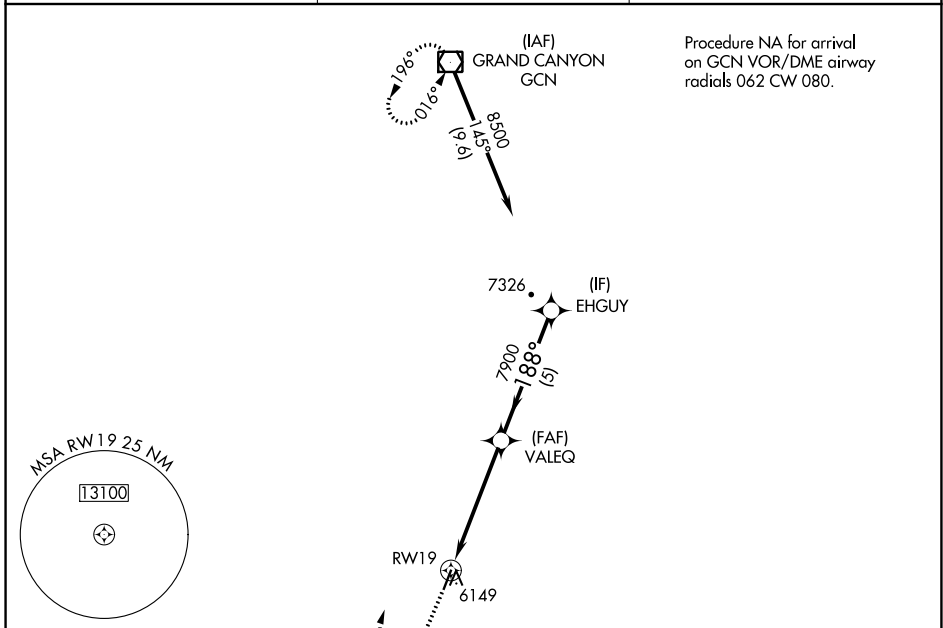 (IAF)
GRAND CANYON
GCN
Procedure NA for arrival
on GCN VOR/DME airway
radials 062 CW 080.
196°
016°
8500
145°
(9.6)
7326
(IF)
EHGUY
7900
188°
(5)
(FAF)
VALEQ
MSA RW19 25 NM
13100
RW19
6149